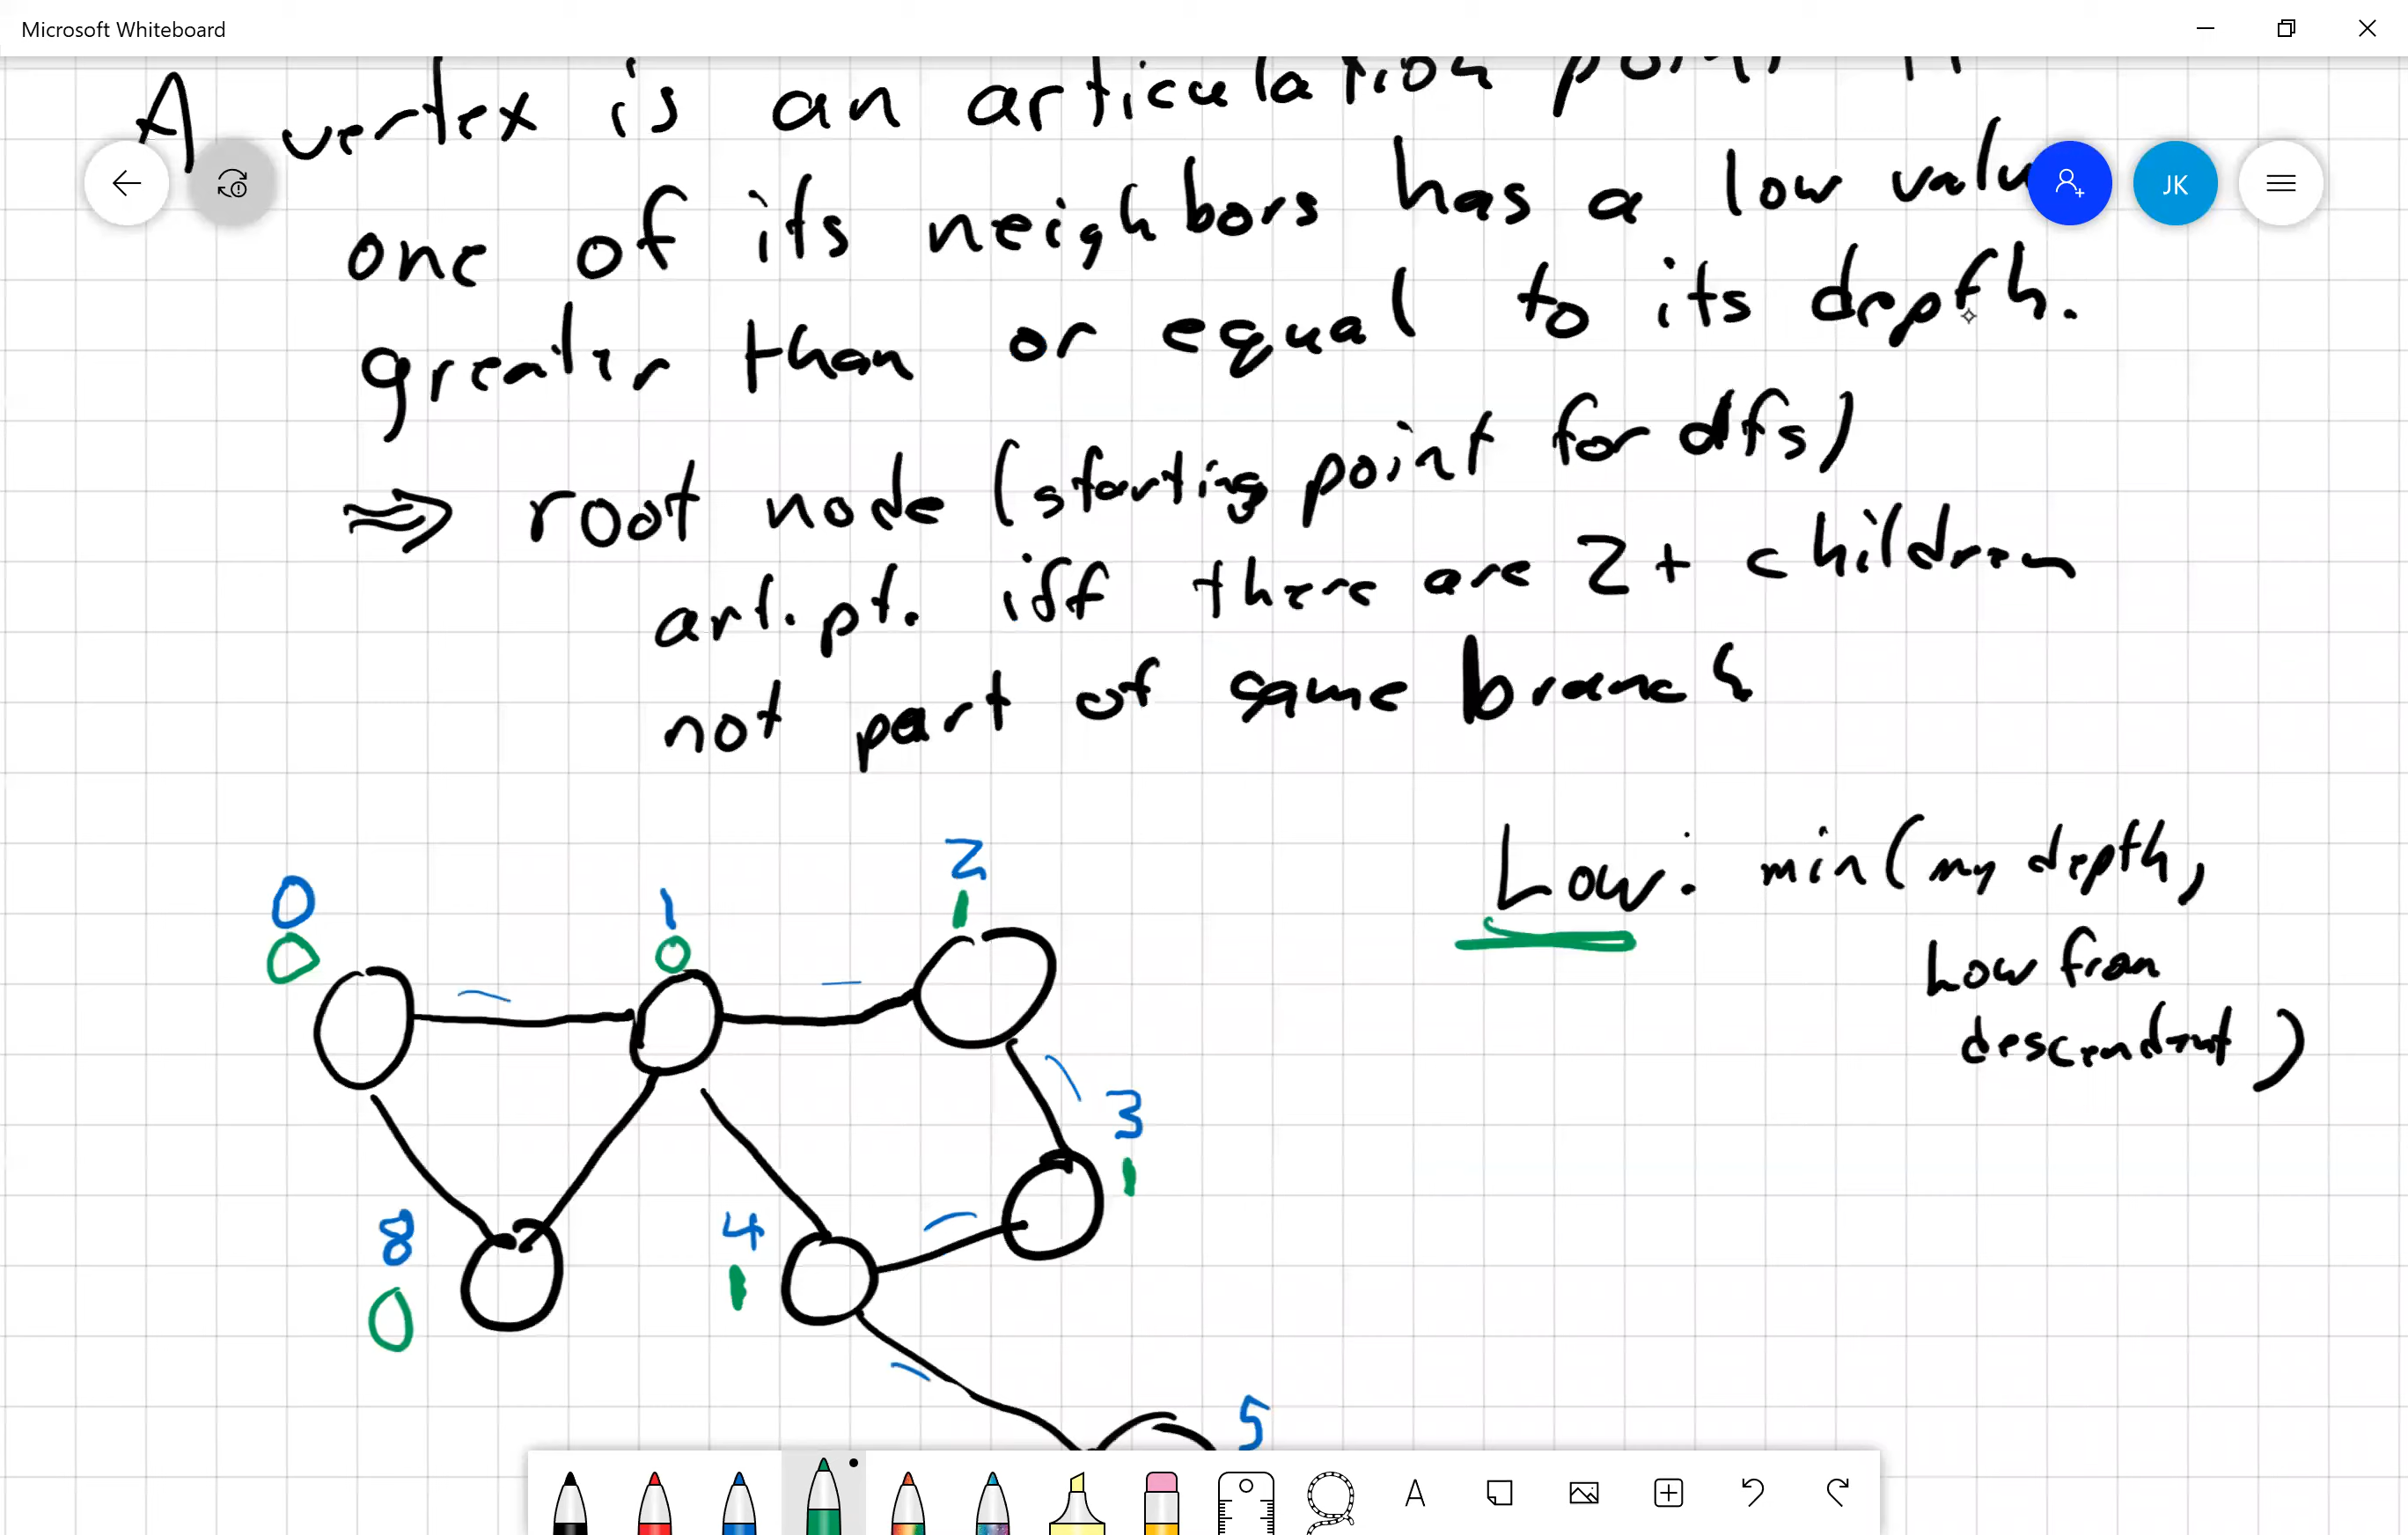 Microsoft Whiteboard
A vertex is an articulation point if
one of its neighbors has a low valu
greater than or equal to its depth.
JK
⇒ root node (starting point for dfs)
art. pt. iff there are 2+ children
not part of same branch
Low: min(my depth,
Low from
descendant)
2
0 1 1
0 0
3
1
8 4
0 1
5
A